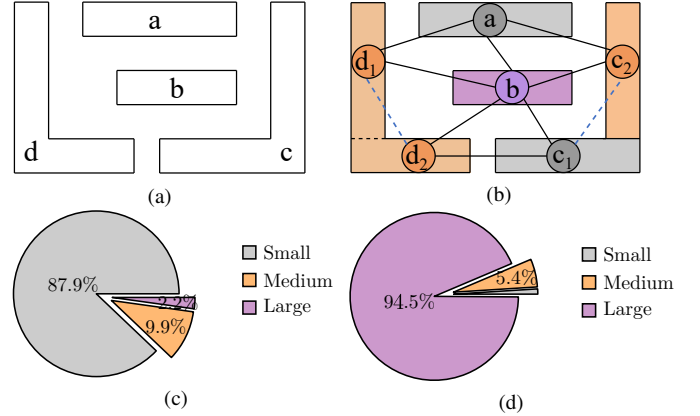 a
b
d
c
(a)
a
d₁
c₂
b
d₂
c₁
(b)
87.9%
2.2%
9.9%
Small
Medium
Large
(c)
94.5%
5.4%
Small
Medium
Large
(d)